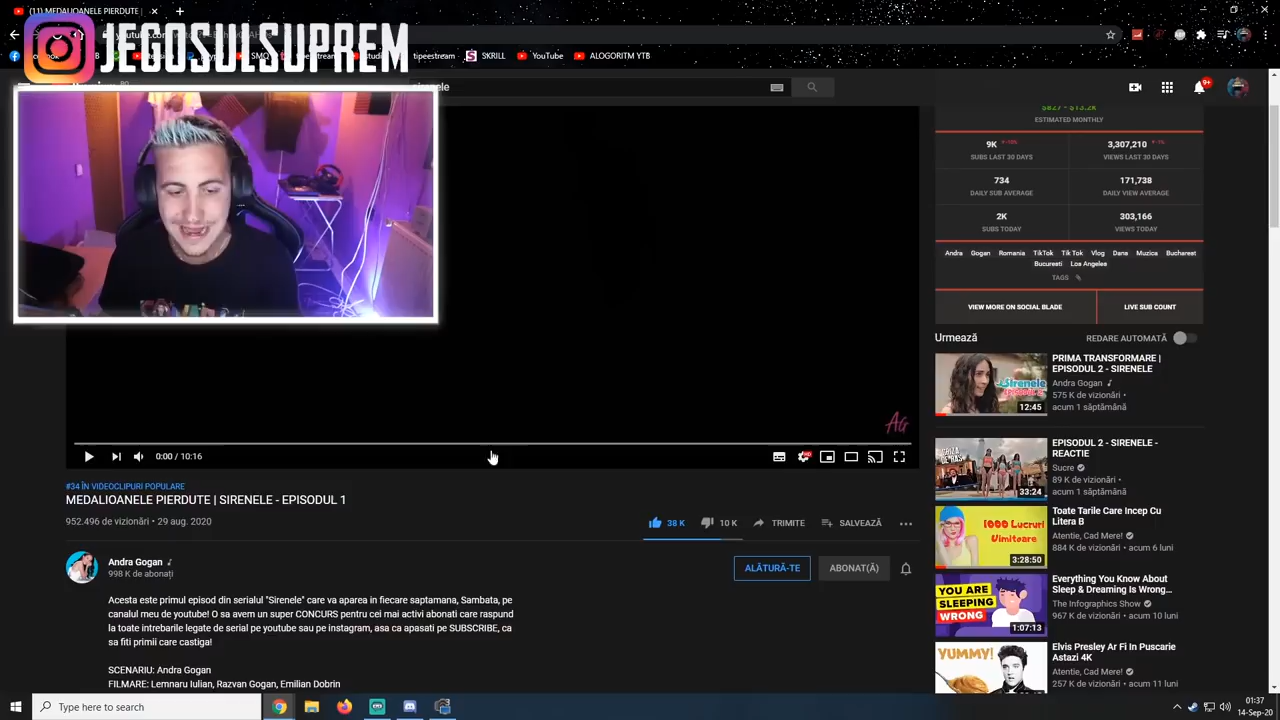 (11) MEDALIOANELE PIERDUTE |
JEGOSULSUPREM
tipeestream
SKRILL
YouTube
ALOGORITM YTB
9+
$827 - $13.2K
ESTIMATED MONTHLY
9K
3,307,210
SUBS LAST 30 DAYS
VIEWS LAST 30 DAYS
734
171,738
DAILY SUB AVERAGE
DAILY VIEW AVERAGE
2K
303,166
SUBS TODAY
VIEWS TODAY
Andra Gogan Romania TikTok Tik Tok Vlog Dans Muzica Bucharest
Bucuresti Los Angeles
TAGS
VIEW MORE ON SOCIAL BLADE
LIVE SUB COUNT
Urmează
REDARE AUTOMATĂ
PRIMA TRANSFORMARE |
EPISODUL 2 - SIRENELE
Andra Gogan
575 K de vizionări •
acum 1 săptămână
Sirenele
EPISODUL 2
12:45
AG
0:00 / 10:16
EPISODUL 2 - SIRENELE -
REACTIE
Sucre
89 K de vizionări •
acum 1 săptămână
33:24
#34 ÎN VIDEOCLIPURI POPULARE
MEDALIOANELE PIERDUTE | SIRENELE - EPISODUL 1
952.496 de vizionări • 29 aug. 2020
38 K
10 K
TRIMITE
SALVEAZĂ
Toate Tarile Care Incep Cu
Litera B
Atentie, Cad Mere!
884 K de vizionări • acum 6 luni
1000 Lucruri
Uimitoare
3:28:50
Andra Gogan
998 K de abonați
ALĂTURĂ-TE
ABONAT(Ă)
Everything You Know About
Sleep & Dreaming Is Wrong...
The Infographics Show
967 K de vizionări • acum 10 luni
YOU ARE
SLEEPING
WRONG
1:07:13
Acesta este primul episod din serialul "Sirenele" care va aparea in fiecare saptamana, Sambata, pe
canalul meu de youtube! O sa avem un super CONCURS pentru cei mai activi abonati care raspund
la toate intrebarile legate de serial pe youtube sau pe instagram, asa ca apasati pe SUBSCRIBE, ca
sa fiti primii care castiga!
SCENARIU: Andra Gogan
FILMARE: Lemnaru Iulian, Razvan Gogan, Emilian Dobrin
Elvis Presley Ar Fi In Puscarie
Astazi 4K
Atentie, Cad Mere!
257 K de vizionări • acum 11 luni
YUMMY!
Type here to search
01:37
14-Sep-20